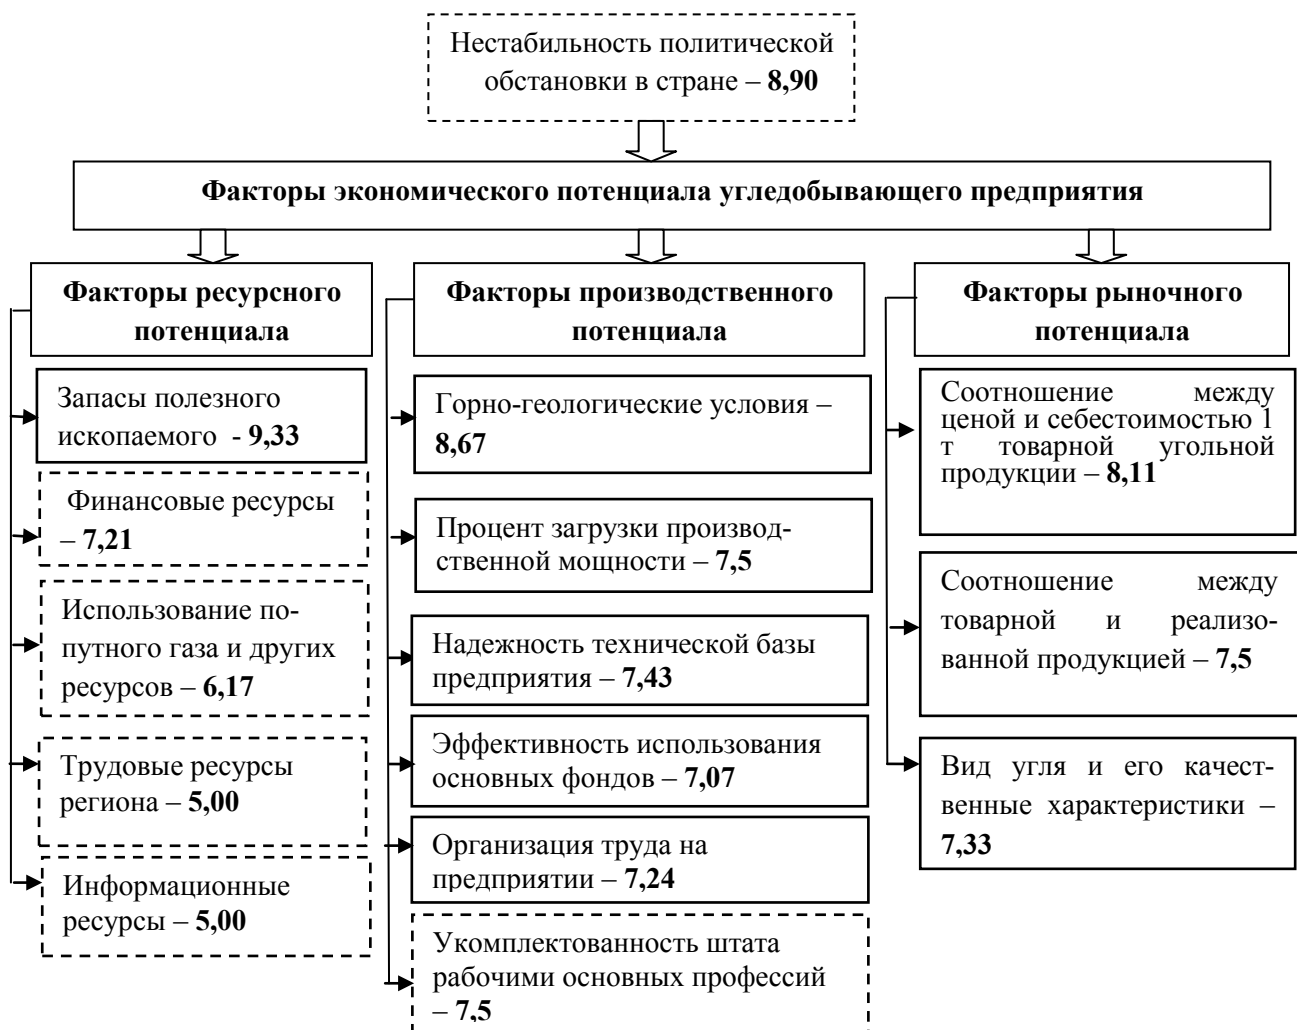 Нестабильность политической
обстановки в стране – 8,90
Факторы экономического потенциала угледобывающего предприятия
Факторы ресурсного
потенциала
Запасы полезного
ископаемого - 9,33
Финансовые ресурсы
– 7,21
Использование по-
путного газа и других
ресурсов – 6,17
Трудовые ресурсы
региона – 5,00
Информационные
ресурсы – 5,00
Факторы производственного
потенциала
Горно-геологические условия –
8,67
Процент загрузки производ-
ственной мощности – 7,5
Надежность технической базы
предприятия – 7,43
Эффективность использования
основных фондов – 7,07
Организация труда на
предприятии – 7,24
Укомплектованность штата
рабочими основных профессий
– 7,5
Факторы рыночного
потенциала
Соотношение между
ценой и себестоимостью 1
т товарной угольной
продукции – 8,11
Соотношение между
товарной и реализо-
ванной продукцией – 7,5
Вид угля и его качест-
венные характеристики –
7,33